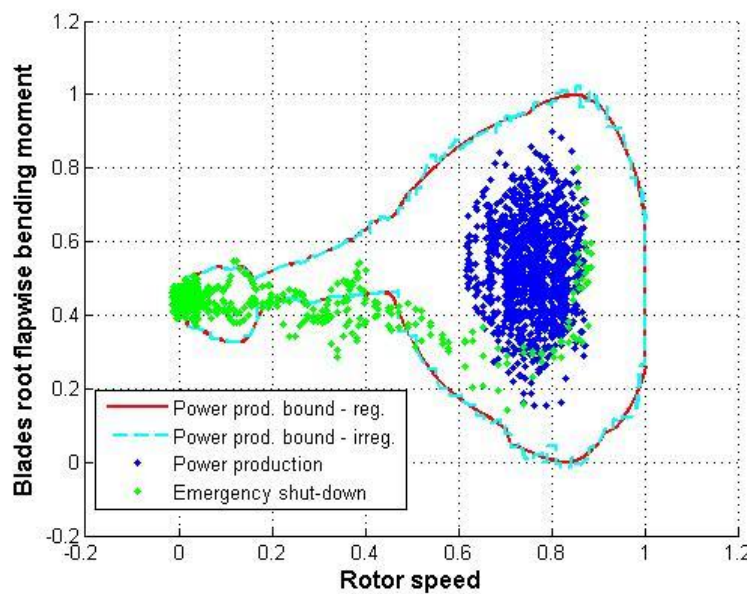 1.2
1
0.8
0.6
0.4
0.2
0
-0.2
Blades root flapwise bending moment
Power prod. bound - reg.
Power prod. bound - irreg.
Power production
Emergency shut-down
-0.2 0 0.2 0.4 0.6 0.8 1 1.2
Rotor speed